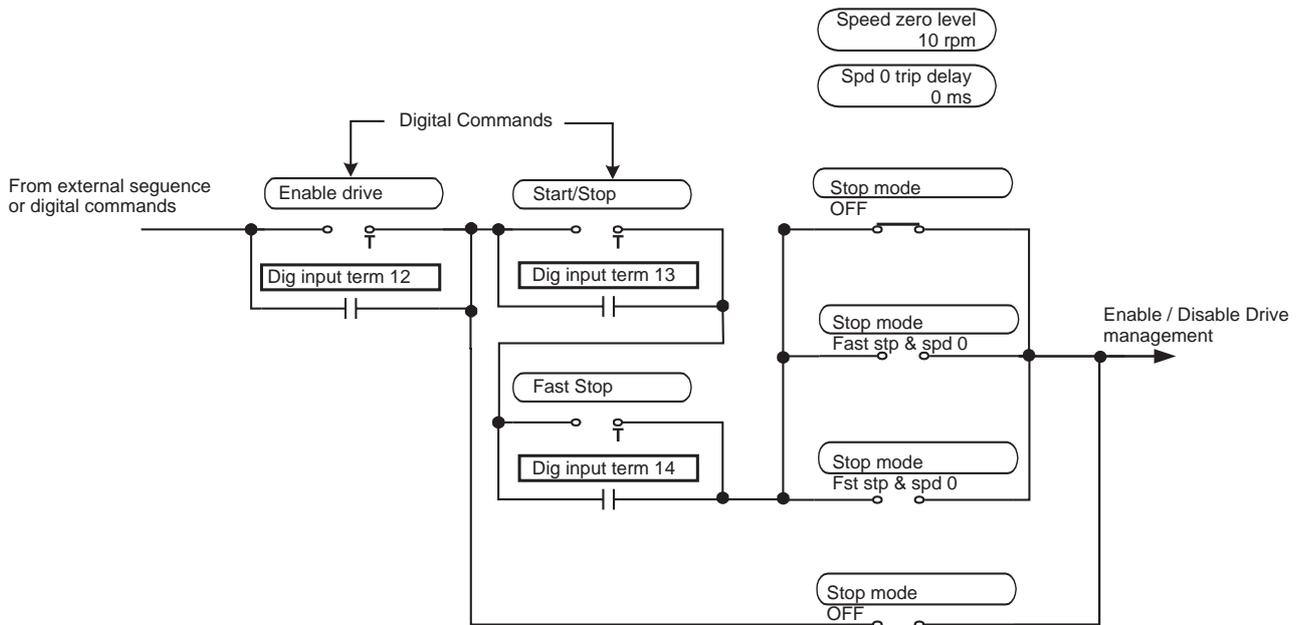 Speed zero level
10 rpm
Spd 0 trip delay
0 ms
Digital Commands
From external seguence
or digital commands
Enable drive
Start/Stop
Stop mode
OFF
T
T
Dig input term 12
Dig input term 13
Stop mode
Fast stp & spd 0
Enable / Disable Drive
management
Fast Stop
T
Dig input term 14
Stop mode
Fst stp & spd 0
Stop mode
OFF